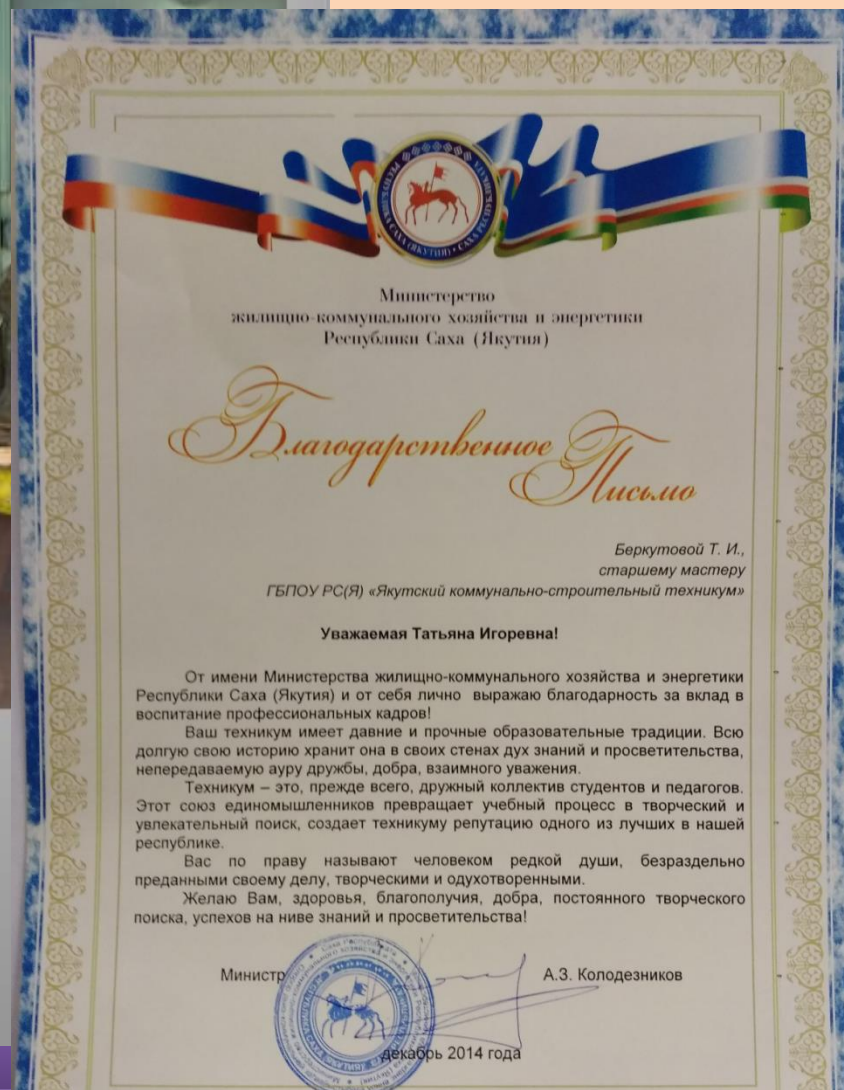 РЕСПУБЛИКА САХА (ЯКУТИЯ) • САХА РЕСПУБЛИКАТА
Министерство
жилищно-коммунального хозяйства и энергетики
Республики Саха (Якутия)
Благодарственное
Письмо
Беркутовой Т. И.,
старшему мастеру
ГБПОУ РС(Я) «Якутский коммунально-строительный техникум»
Уважаемая Татьяна Игоревна!
От имени Министерства жилищно-коммунального хозяйства и энергетики
Республики Саха (Якутия) и от себя лично выражаю благодарность за вклад в
воспитание профессиональных кадров!
Ваш техникум имеет давние и прочные образовательные традиции. Всю
долгую свою историю хранит она в своих стенах дух знаний и просветительства,
непередаваемую ауру дружбы, добра, взаимного уважения.
Техникум – это, прежде всего, дружный коллектив студентов и педагогов.
Этот союз единомышленников превращает учебный процесс в творческий и
увлекательный поиск, создает техникуму репутацию одного из лучших в нашей
республике.
Вас по праву называют человеком редкой души, безраздельно
преданными своему делу, творческими и одухотворенными.
Желаю Вам, здоровья, благополучия, добра, постоянного творческого
поиска, успехов на ниве знаний и просветительства!
Министр А.З. Колодезников
декабрь 2014 года